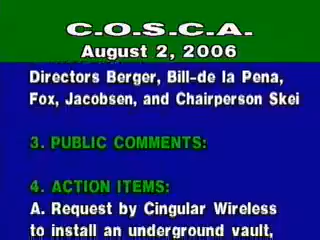 C.O.S.C.A.
August 2, 2006
Directors Berger, Bill-de la Pena,
Fox, Jacobsen, and Chairperson Skei
3. PUBLIC COMMENTS:
4. ACTION ITEMS:
A. Request by Cingular Wireless
to install an underground vault,